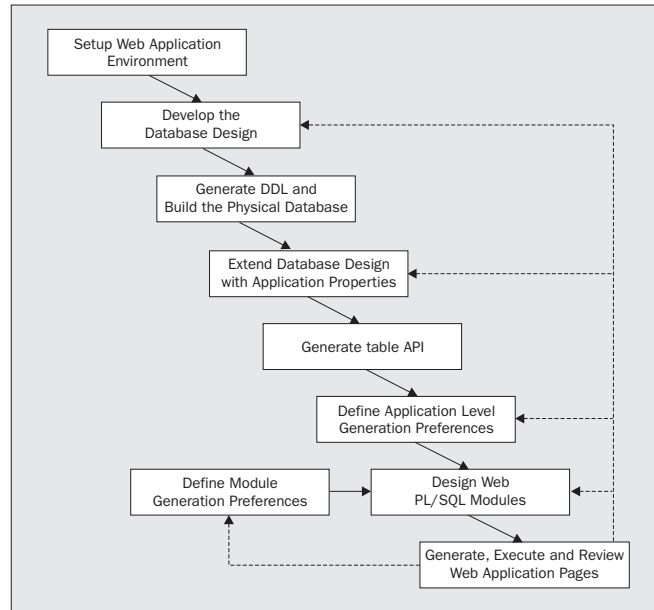 Setup Web Application
Environment
Develop the
Database Design
Generate DDL and
Build the Physical Database
Extend Database Design
with Application Properties
Generate table API
Define Application Level
Generation Preferences
Define Module
Generation Preferences
Design Web
PL/SQL Modules
Generate, Execute and Review
Web Application Pages